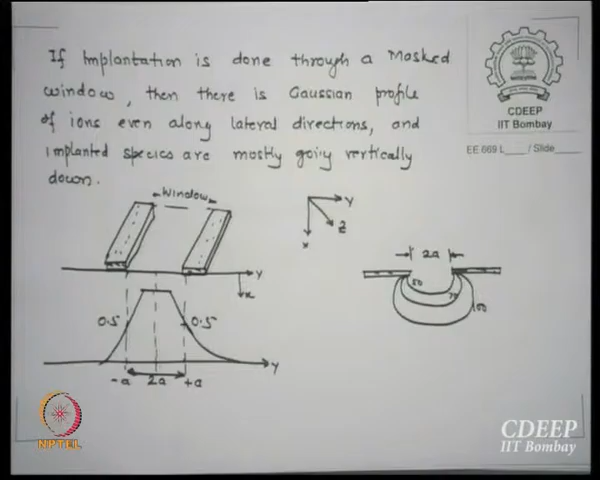 If Implantation is done through a Masked
window, then there is Gaussian profile
of ions even along lateral directions, and
implanted species are mostly going vertically
down.
CDEEP
IIT Bombay
EE 669 L____ / Slide____
window
y
z
x
2a
y
x
50
70
100
0.5
0.5
-a 2a +a
y
NPTEL
CDEEP
IIT Bombay